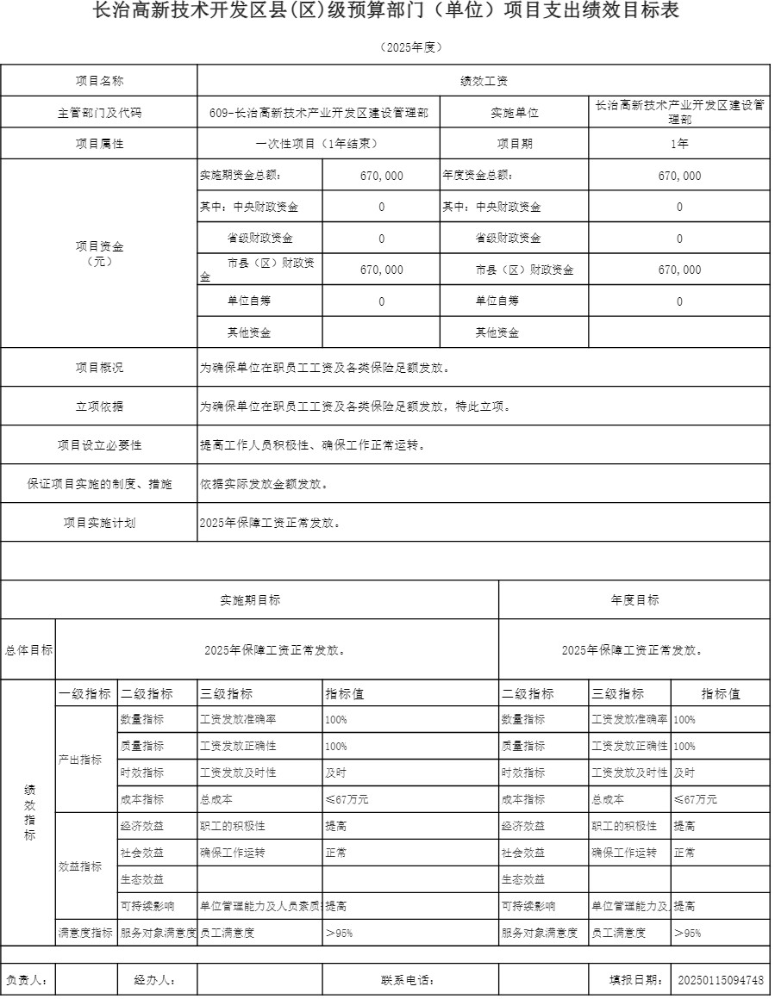 长治高新技术开发区县(区)级预算部门（单位）项目支出绩效目标表
（2025年度）
项目名称 绩效工资
主管部门及代码 609-长治高新技术产业开发区建设管理部 实施单位 长治高新技术产业开发区建设管
理部
项目属性 一次性项目（1年结束） 项目期 1年
项目资金
（元）
实施期资金总额： 670,000 年度资金总额： 670,000
其中：中央财政资金 0 其中：中央财政资金 0
省级财政资金 0 省级财政资金 0
市县（区）财政资
金 670,000 市县（区）财政资金 670,000
单位自筹 0 单位自筹 0
其他资金 其他资金
项目概况 为确保单位在职员工工资及各类保险足额发放。
立项依据 为确保单位在职员工工资及各类保险足额发放，特此立项。
项目设立必要性 提高工作人员积极性、确保工作正常运转。
保证项目实施的制度、措施 依据实际发放金额发放。
项目实施计划 2025年保障工资正常发放。
实施期目标 年度目标
总体目标 2025年保障工资正常发放。 2025年保障工资正常发放。
绩效指标
一级指标 二级指标 三级指标 指标值 二级指标 三级指标 指标值
产出指标
数量指标 工资发放准确率 100% 数量指标 工资发放准确率 100%
质量指标 工资发放正确性 100% 质量指标 工资发放正确性 100%
时效指标 工资发放及时性 及时 时效指标 工资发放及时性 及时
成本指标 总成本 ≤67万元 成本指标 总成本 ≤67万元
效益指标
经济效益 职工的积极性 提高 经济效益 职工的积极性 提高
社会效益 确保工作运转 正常 社会效益 确保工作运转 正常
生态效益 生态效益
可持续影响 单位管理能力及人员素质 提高 可持续影响 单位管理能力及 提高
满意度指标 服务对象满意度 员工满意度 ＞95% 服务对象满意度 员工满意度 ＞95%
负责人： 经办人： 联系电话： 填报日期： 20250115094748